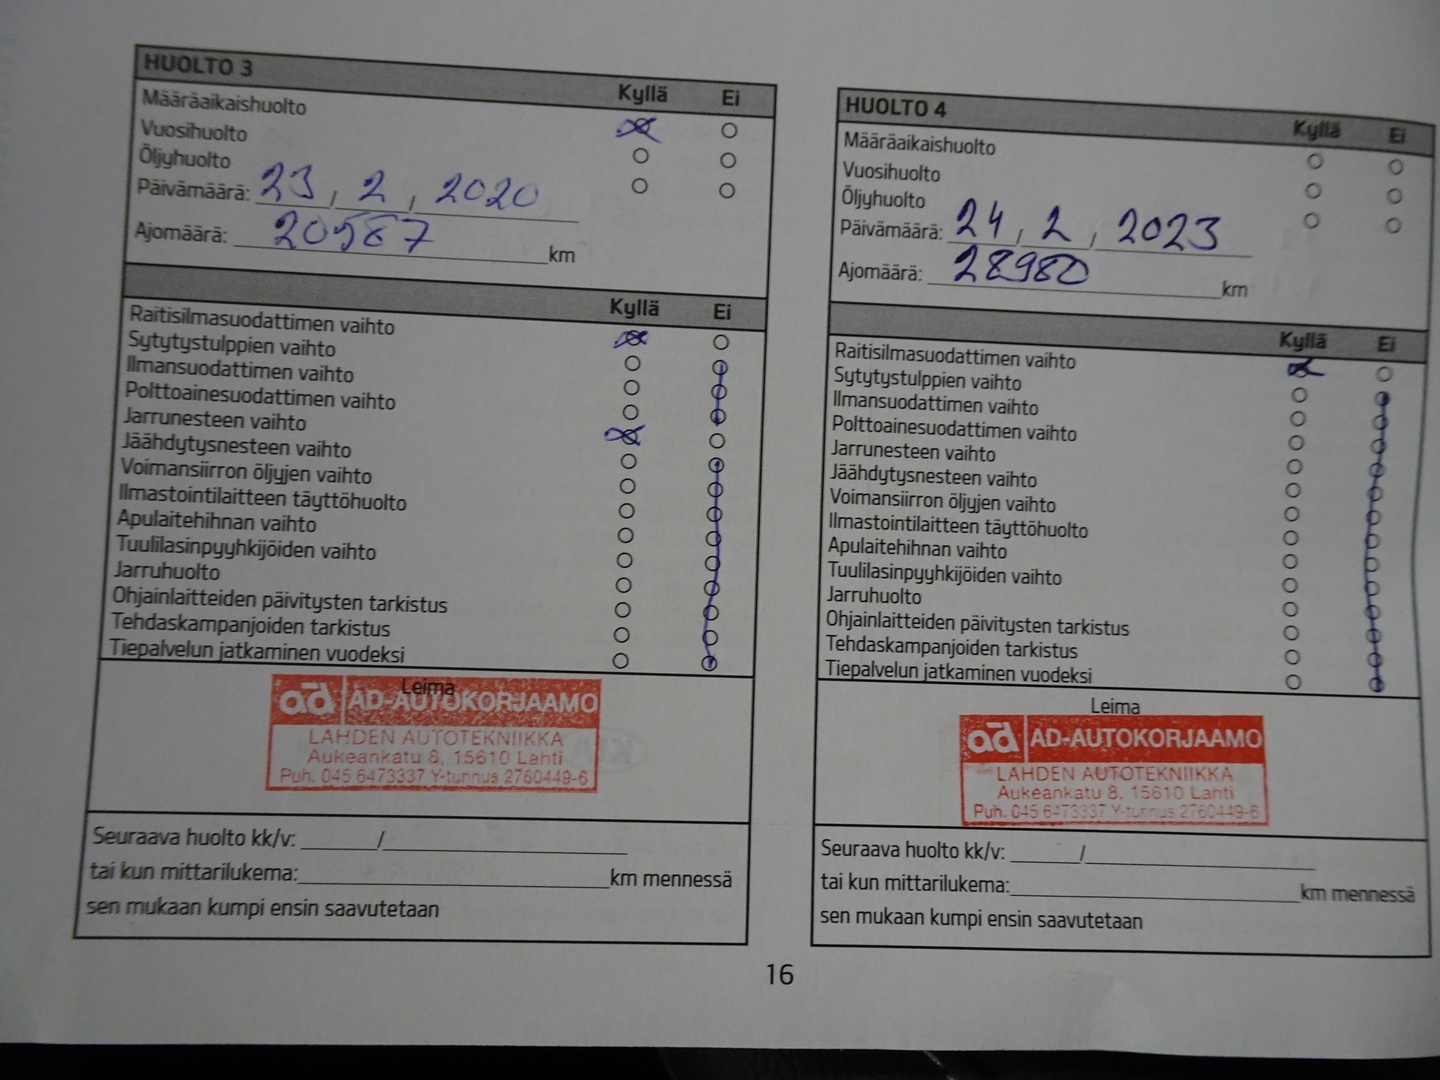 HUOLTO 3
Kyllä Ei
Määräaikaishuolto
Vuosihuolto
Öljyhuolto
Päivämäärä: 23, 2, 2020
Ajomäärä: 20587 km
Kyllä Ei
Raitisilmasuodattimen vaihto
Sytytystulppien vaihto
Ilmansuodattimen vaihto
Polttoainesuodattimen vaihto
Jarrunesteen vaihto
Jäähdytysnesteen vaihto
Voimansiirron öljyjen vaihto
Ilmastointilaitteen täyttöhuolto
Apulaitehihnan vaihto
Tuulilasinpyyhkijöiden vaihto
Jarruhuolto
Ohjainlaitteiden päivitysten tarkistus
Tehdaskampanjoiden tarkistus
Tiepalvelun jatkaminen vuodeksi
Leima
ad AD-AUTOKORJAAMO
LAHDEN AUTOTEKNIIKKA
Aukeankatu 8, 15610 Lahti
Puh. 045 6473337 Y-tunnus 2760449-6
Seuraava huolto kk/v: /
tai kun mittarilukema: km mennessä
sen mukaan kumpi ensin saavutetaan
HUOLTO 4
Kyllä Ei
Määräaikaishuolto
Vuosihuolto
Öljyhuolto
Päivämäärä: 24, 2, 2023
Ajomäärä: 28980 km
Kyllä Ei
Raitisilmasuodattimen vaihto
Sytytystulppien vaihto
Ilmansuodattimen vaihto
Polttoainesuodattimen vaihto
Jarrunesteen vaihto
Jäähdytysnesteen vaihto
Voimansiirron öljyjen vaihto
Ilmastointilaitteen täyttöhuolto
Apulaitehihnan vaihto
Tuulilasinpyyhkijöiden vaihto
Jarruhuolto
Ohjainlaitteiden päivitysten tarkistus
Tehdaskampanjoiden tarkistus
Tiepalvelun jatkaminen vuodeksi
Leima
ad AD-AUTOKORJAAMO
LAHDEN AUTOTEKNIIKKA
Aukeankatu 8, 15610 Lahti
Puh. 045 6473337 Y-tunnus 2760449-6
Seuraava huolto kk/v: /
tai kun mittarilukema: km mennessä
sen mukaan kumpi ensin saavutetaan
16